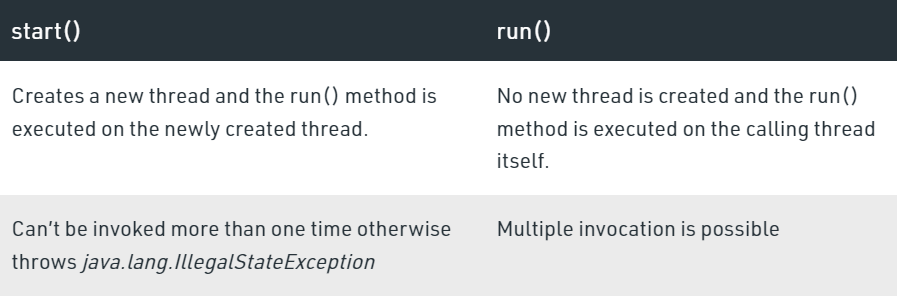 start()
run()
Creates a new thread and the run() method is
executed on the newly created thread.
No new thread is created and the run()
method is executed on the calling thread
itself.
Can't be invoked more than one time otherwise
throws java.lang.IllegalStateException
Multiple invocation is possible